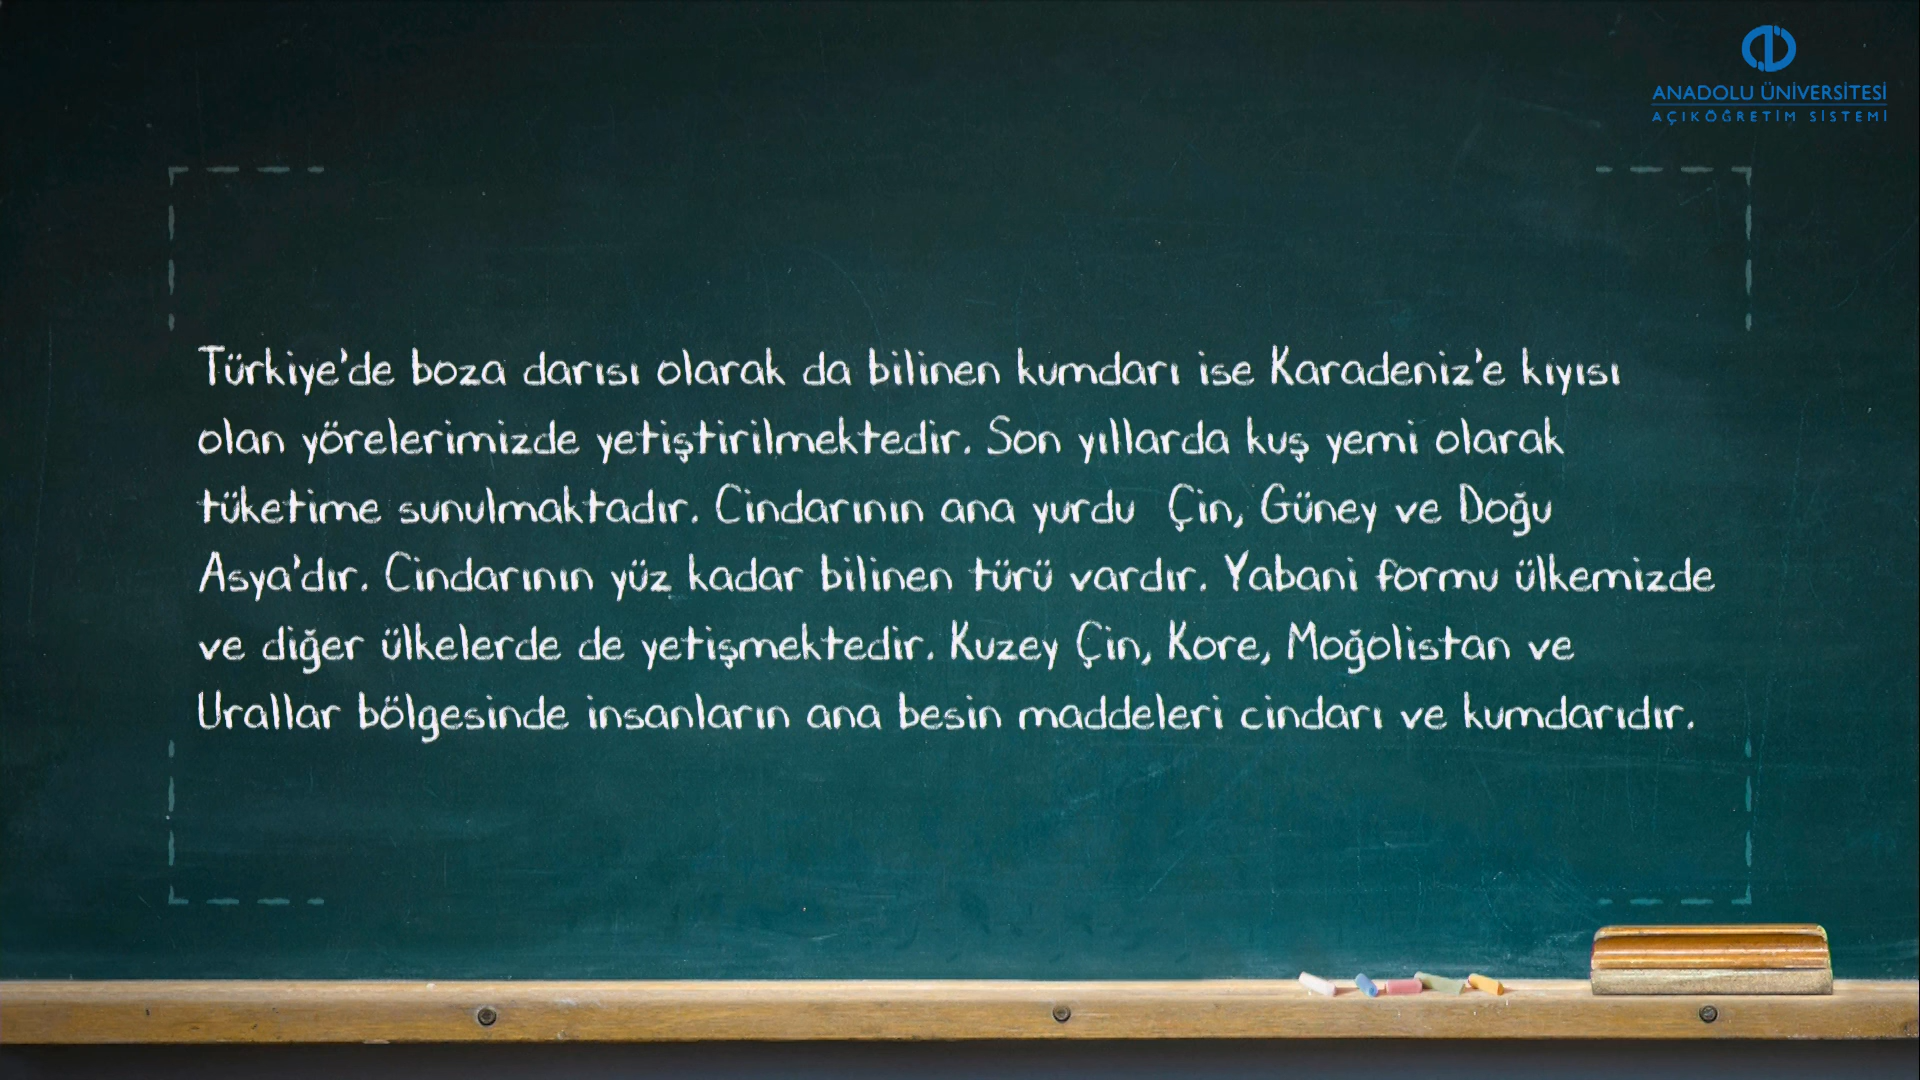 ANADOLU ÜNİVERSİTESİ
AÇIKÖĞRETİM SİSTEMİ
Türkiye'de boza darısı olarak da bilinen kumdarı ise Karadeniz'e kıyısı
olan yörelerimizde yetiştirilmektedir. Son yıllarda kuş yemi olarak
tüketime sunulmaktadır. Cindarının ana yurdu  Çin, Güney ve Doğu
Asya'dır. Cindarının yüz kadar bilinen türü vardır. Yabani formu ülkemizde
ve diğer ülkelerde de yetişmektedir. Kuzey Çin, Kore, Moğolistan ve
Urallar bölgesinde insanların ana besin maddeleri cindarı ve kumdarıdır.